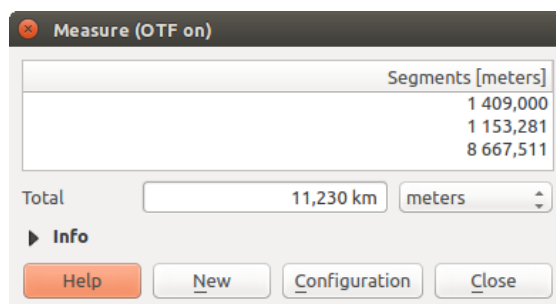 Measure (OTF on)
Segments [meters]
1 409,000
1 153,281
8 667,511
Total 11,230 km meters
Info
Help New Configuration Close